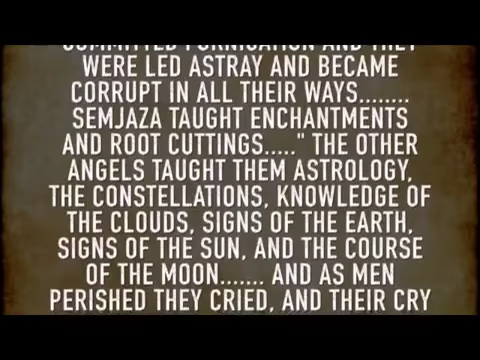 COMMITTED FORNICATION AND THEY
WERE LED ASTRAY AND BECAME
CORRUPT IN ALL THEIR WAYS........
SEMJAZA TAUGHT ENCHANTMENTS
AND ROOT CUTTINGS....." THE OTHER
ANGELS TAUGHT THEM ASTROLOGY,
THE CONSTELLATIONS, KNOWLEDGE OF
THE CLOUDS, SIGNS OF THE EARTH,
SIGNS OF THE SUN, AND THE COURSE
OF THE MOON....... AND AS MEN
PERISHED THEY CRIED, AND THEIR CRY